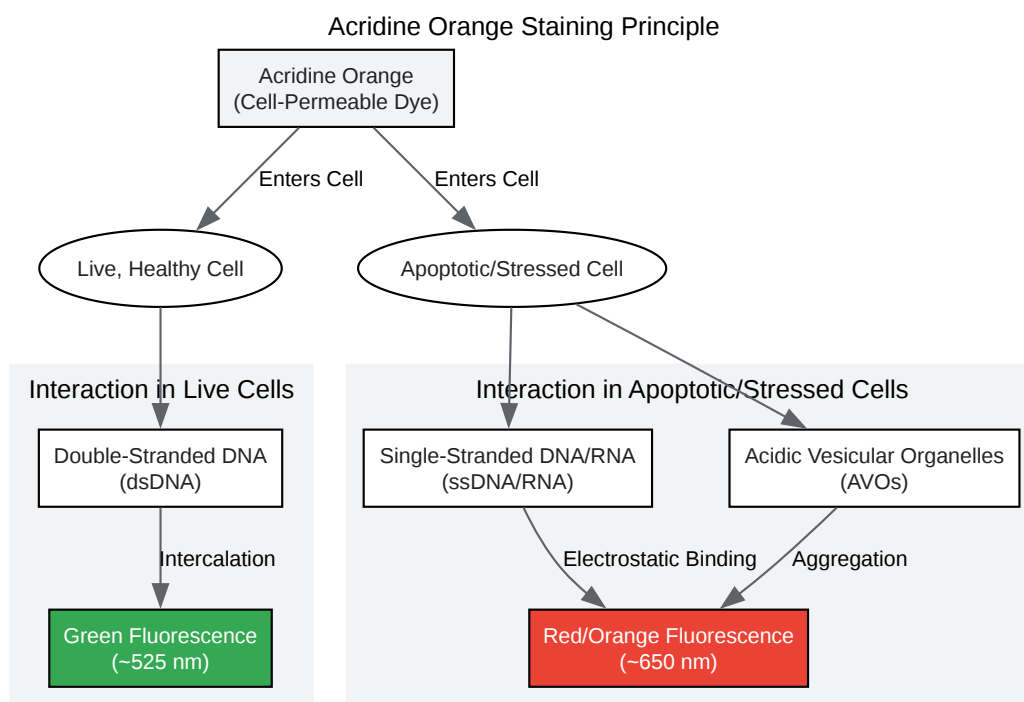 Acridine Orange Staining Principle
Acridine Orange
(Cell-Permeable Dye)
Enters Cell
Enters Cell
Live, Healthy Cell
Apoptotic/Stressed Cell
Interaction in Live Cells
Interaction in Apoptotic/Stressed Cells
Double-Stranded DNA
(dsDNA)
Single-Stranded DNA/RNA
(ssDNA/RNA)
Acidic Vesicular Organelles
(AVOs)
Intercalation
Electrostatic Binding
Aggregation
Green Fluorescence
(~525 nm)
Red/Orange Fluorescence
(~650 nm)